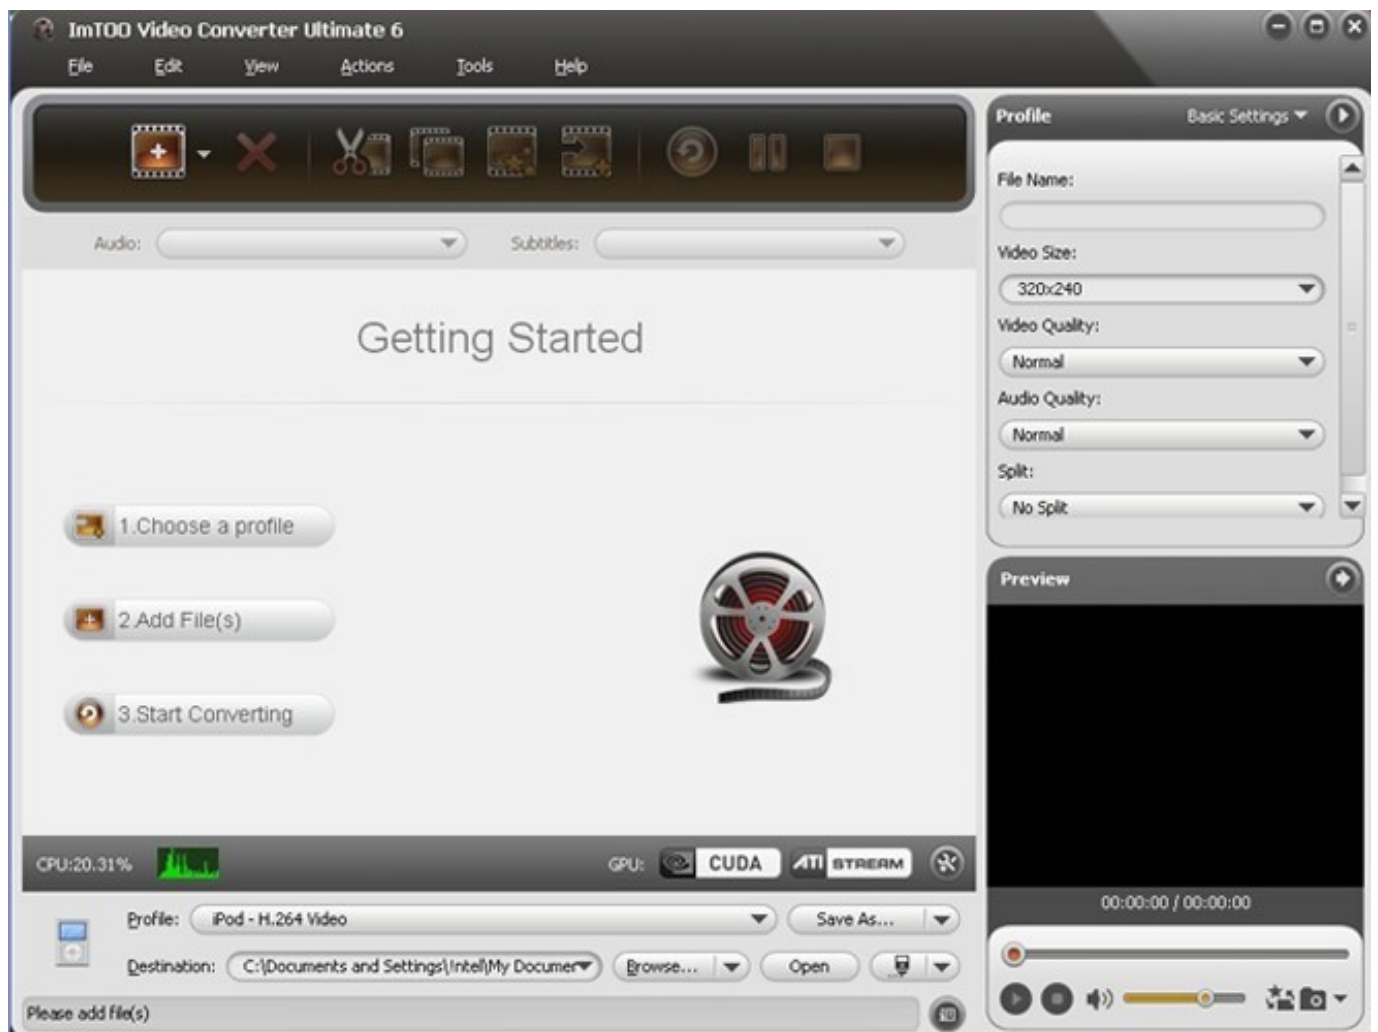 ImTOO Video Converter Ultimate 6
File Edit View Actions Tools Help
Audio: Subtitles:
Getting Started
1.Choose a profile
2.Add File(s)
3.Start Converting
CPU:20.31% GPU: CUDA ATI STREAM
Profile: iPod - H.264 Video Save As...
Destination: C:\Documents and Settings\!ntel\My Documer Browse... Open
Please add file(s)
Profile Basic Settings
File Name:
Video Size:
320x240
Video Quality:
Normal
Audio Quality:
Normal
Split:
No Split
Preview
00:00:00 / 00:00:00